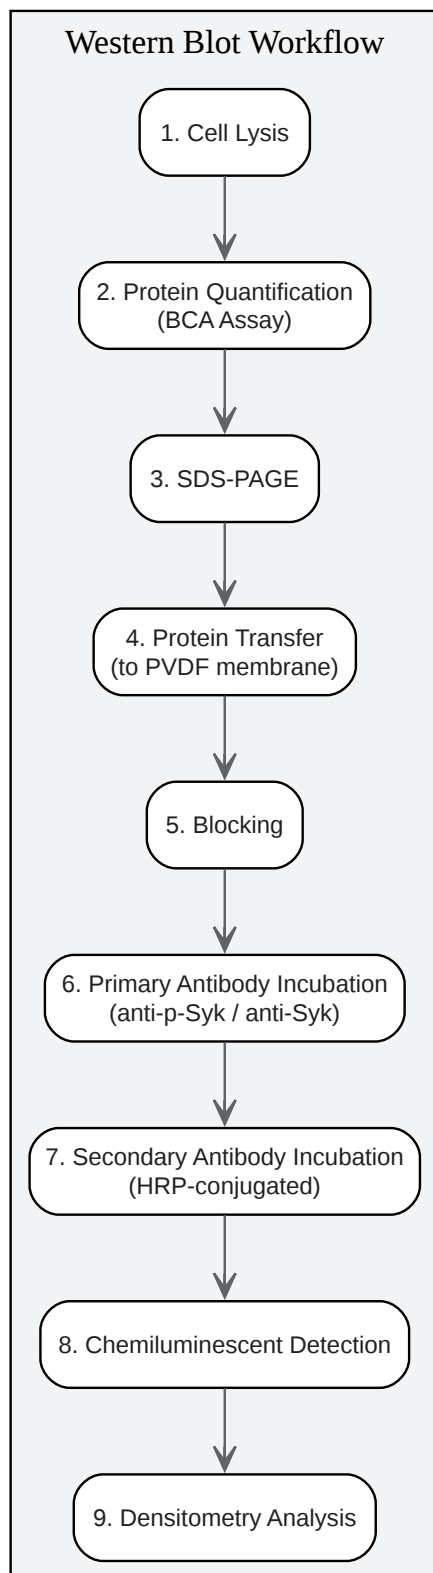 Western Blot Workflow
1. Cell Lysis
2. Protein Quantification
(BCA Assay)
3. SDS-PAGE
4. Protein Transfer
(to PVDF membrane)
5. Blocking
6. Primary Antibody Incubation
(anti-p-Syk / anti-Syk)
7. Secondary Antibody Incubation
(HRP-conjugated)
8. Chemiluminescent Detection
9. Densitometry Analysis